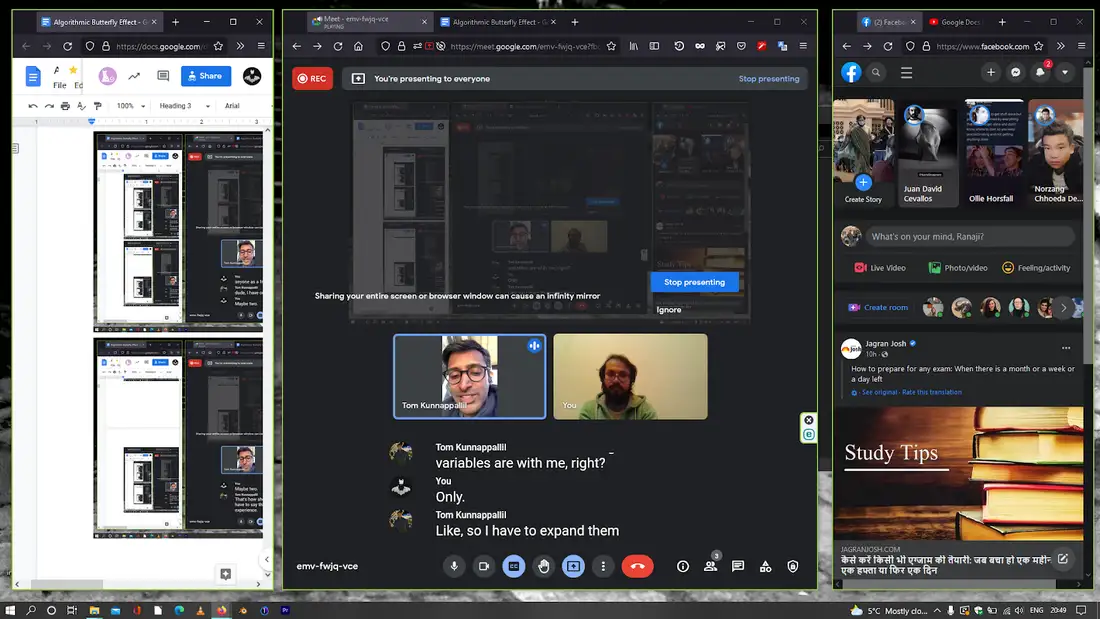 Algorithmic Butterfly Effect - G
https://docs.google.com/d
File
Ed
Share
100%
Heading 3
Arial
1
1
2
3
Meet - emv-fwjq-vce
PLAYING
Algorithmic Butterfly Effect - G
https://meet.google.com/emv-fwjq-vce?
REC
You're presenting to everyone
Stop presenting
Sharing your entire screen or browser window can cause an infinity mirror
Stop presenting
Ignore
Tom Kunnappallil
You
Tom Kunnappallil
variables are with me, right?
You
Only.
Tom Kunnappallil
Like, so I have to expand them
emv-fwjq-vce
3
(2) Faceb
Google Docs
https://www.facebook.com
2
Create Story
Juan David
Cevallos
Ollie Horsfall
Norzang
Chhoeda De...
What's on your mind, Ranaji?
Live Video
Photo/video
Feeling/activity
Create room
Jagran Josh
10h
How to prepare for any exam: When there is a month or a week or
a day left
See original · Rate this translation
Study Tips
JAGRANJOSH.COM
कैसे करें किसी भी एग्जाम की तैयारी: जब बचा हो एक महीने
एक हफ्ता या फिर एक दिन
5°C Mostly clo...
ENG
20:49